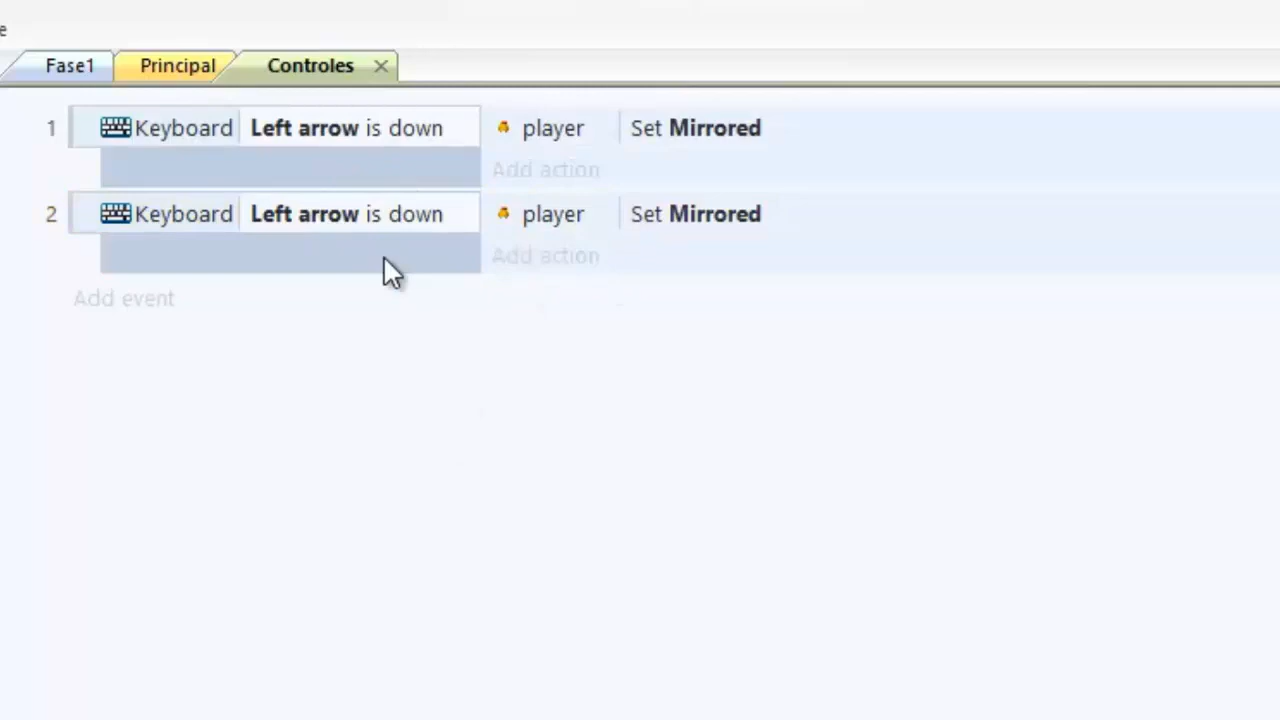 e
Fase1 Principal Controles
1 Keyboard Left arrow is down player Set Mirrored
Add action
2 Keyboard Left arrow is down player Set Mirrored
Add action
Add event